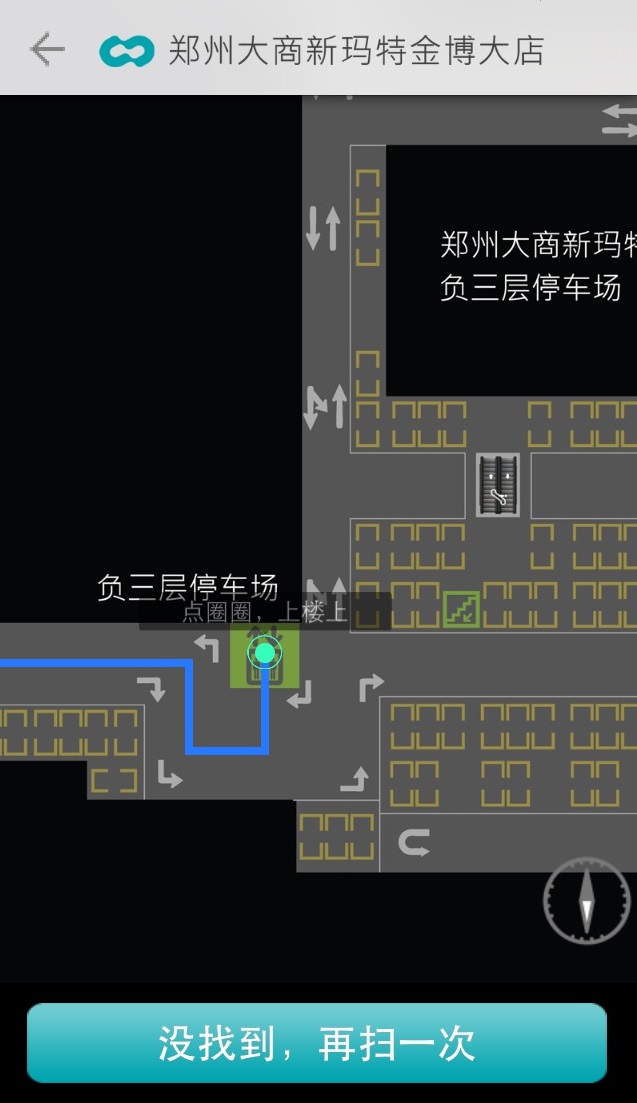 郑州大商新玛特金博大店
郑州大商新玛特
负三层停车场
负三层停车场
点圈圈，上楼上
没找到，再扫一次